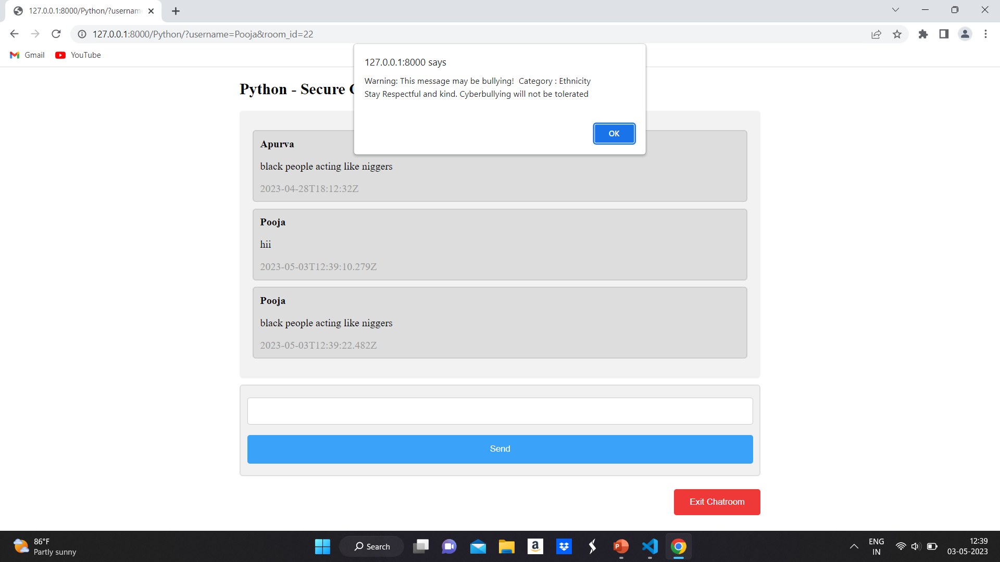 127.0.0.1:8000/Python/?usernam
127.0.0.1:8000/Python/?username=Pooja&room_id=22
Gmail YouTube
127.0.0.1:8000 says
Warning: This message may be bullying! Category : Ethnicity
Stay Respectful and kind. Cyberbullying will not be tolerated
OK
Python - Secure
Apurva
black people acting like niggers
2023-04-28T18:12:32Z
Pooja
hii
2023-05-03T12:39:10.279Z
Pooja
black people acting like niggers
2023-05-03T12:39:22.482Z
Send
Exit Chatroom
86°F
Partly sunny
Search
ENG
IN
12:39
03-05-2023